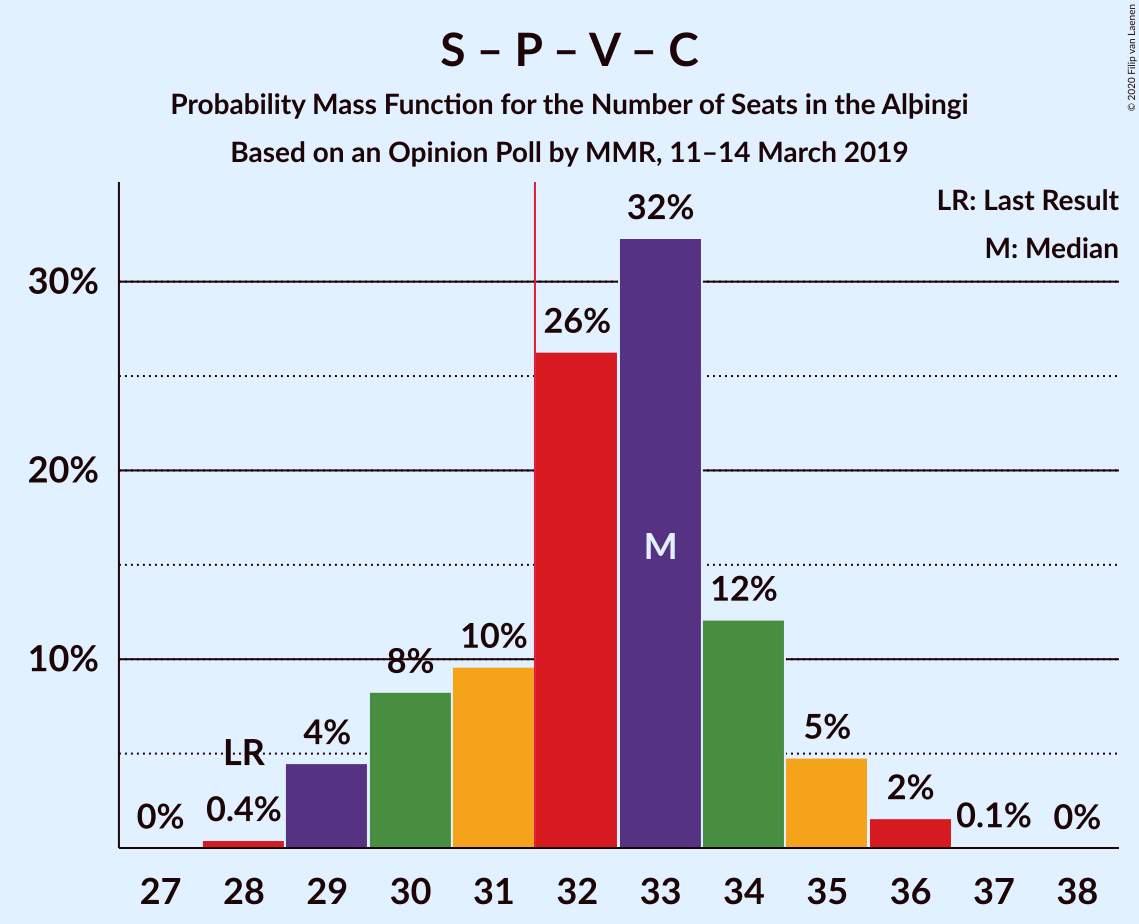 S – P – V – C
Probability Mass Function for the Number of Seats in the Alþingi
Based on an Opinion Poll by MMR, 11–14 March 2019
© 2020 Filip van Laenen
LR: Last Result
M: Median
30%
20%
10%
0%
LR
0.4%
4%
8%
10%
26%
32%
M
12%
5%
2%
0.1%
0%
27 28 29 30 31 32 33 34 35 36 37 38